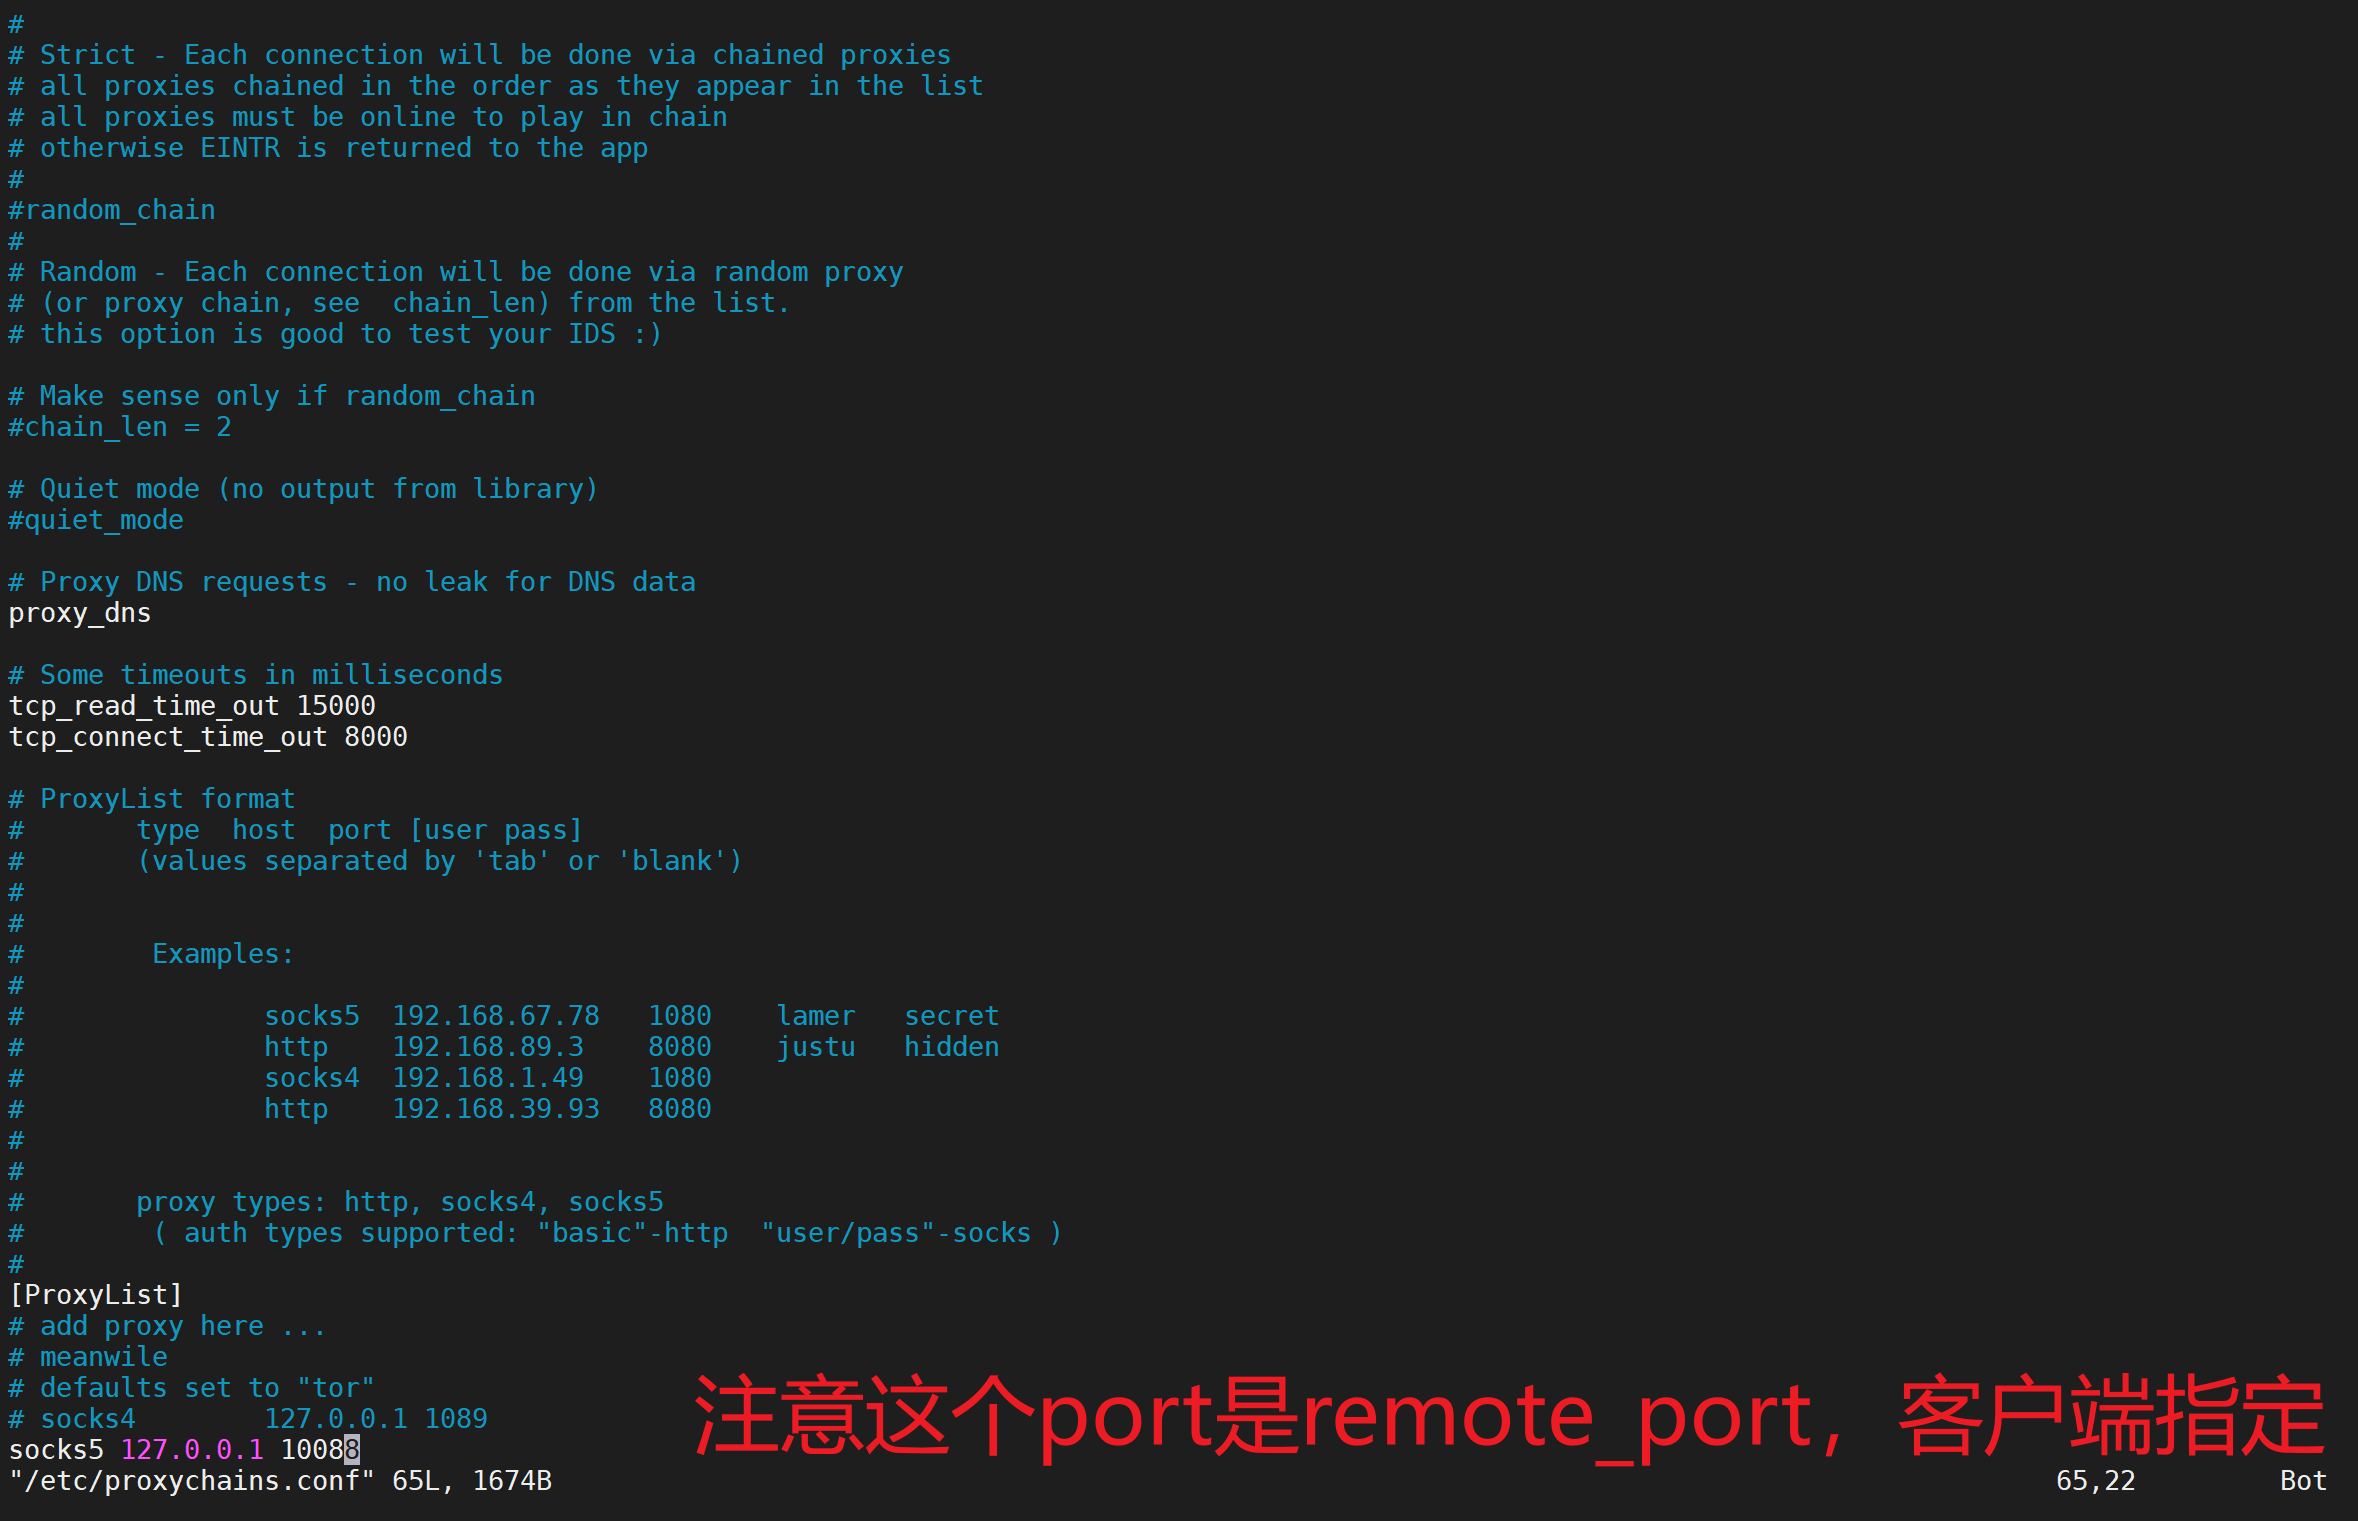 #
# Strict - Each connection will be done via chained proxies
# all proxies chained in the order as they appear in the list
# all proxies must be online to play in chain
# otherwise EINTR is returned to the app
#
#random_chain
#
# Random - Each connection will be done via random proxy
# (or proxy chain, see  chain_len) from the list.
# this option is good to test your IDS :)

# Make sense only if random_chain
#chain_len = 2

# Quiet mode (no output from library)
#quiet_mode

# Proxy DNS requests - no leak for DNS data
proxy_dns

# Some timeouts in milliseconds
tcp_read_time_out 15000
tcp_connect_time_out 8000

# ProxyList format
#       type  host  port [user pass]
#       (values separated by 'tab' or 'blank')
#
#
#        Examples:
#
#               socks5  192.168.67.78   1080    lamer   secret
#               http    192.168.89.3    8080    justu   hidden
#               socks4  192.168.1.49    1080
#               http    192.168.39.93   8080
#
#
#       proxy types: http, socks4, socks5
#        ( auth types supported: "basic"-http  "user/pass"-socks )
#
[ProxyList]
# add proxy here ...
# meanwile
# defaults set to "tor"
# socks4        127.0.0.1 1089
socks5 127.0.0.1 10088
注意这个port是remote_port，客户端指定
"/etc/proxychains.conf" 65L, 1674B 65,22 Bot